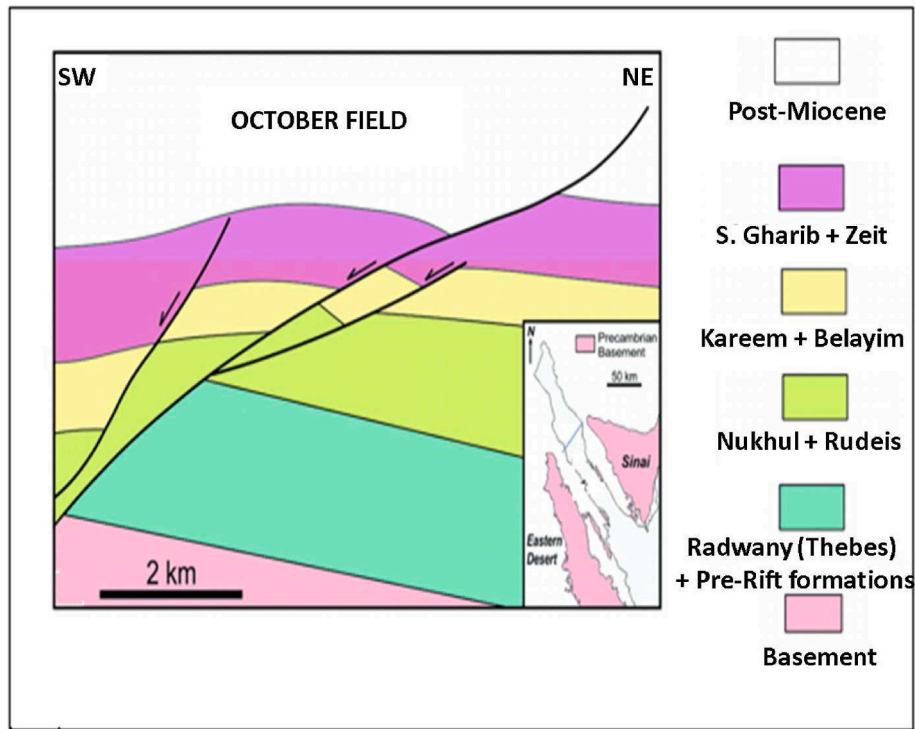 SW
NE
OCTOBER FIELD
2 km
N
Precambrian
Basement
50 km
Sinai
Eastern
Desert
Post-Miocene
S. Gharib + Zeit
Kareem + Belayim
Nukhul + Rudeis
Radwany (Thebes)
+ Pre-Rift formations
Basement